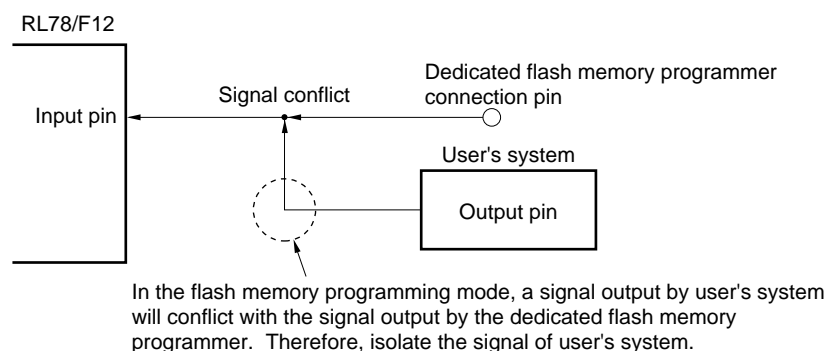 RL78/F12
Dedicated flash memory programmer
connection pin
Signal conflict
Input pin
User's system
Output pin
In the flash memory programming mode, a signal output by user's system
will conflict with the signal output by the dedicated flash memory
programmer.  Therefore, isolate the signal of user's system.